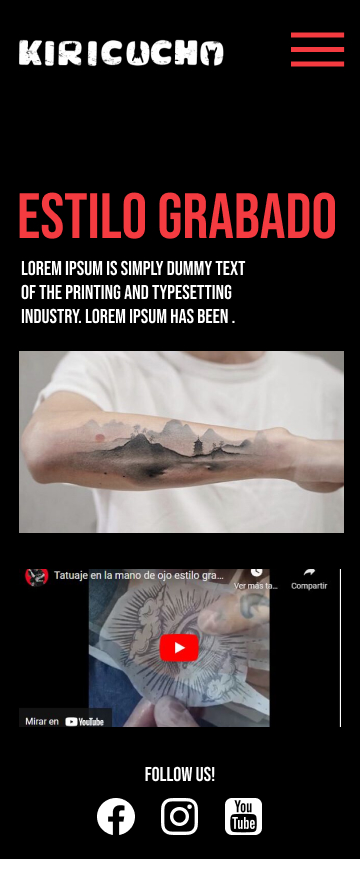 KIRICOCHO
ESTILO GRABADO
LOREM IPSUM IS SIMPLY DUMMY TEXT
OF THE PRINTING AND TYPESETTING
INDUSTRY. LOREM IPSUM HAS BEEN .
Tatuaje en la mano de ojo estilo gra...
Ver más ta... Compartir
Mirar en YouTube
FOLLOW US!
You
Tube